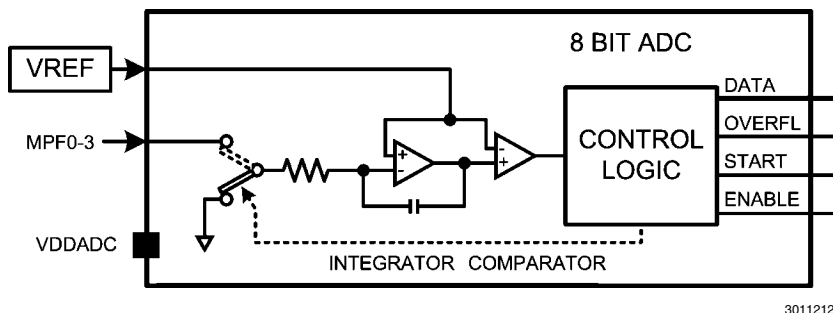 8 BIT ADC
VREF
DATA
OVERFL
START
ENABLE
MPF0-3
+
-
-
+
CONTROL
LOGIC
VDDADC
INTEGRATOR COMPARATOR
3011212